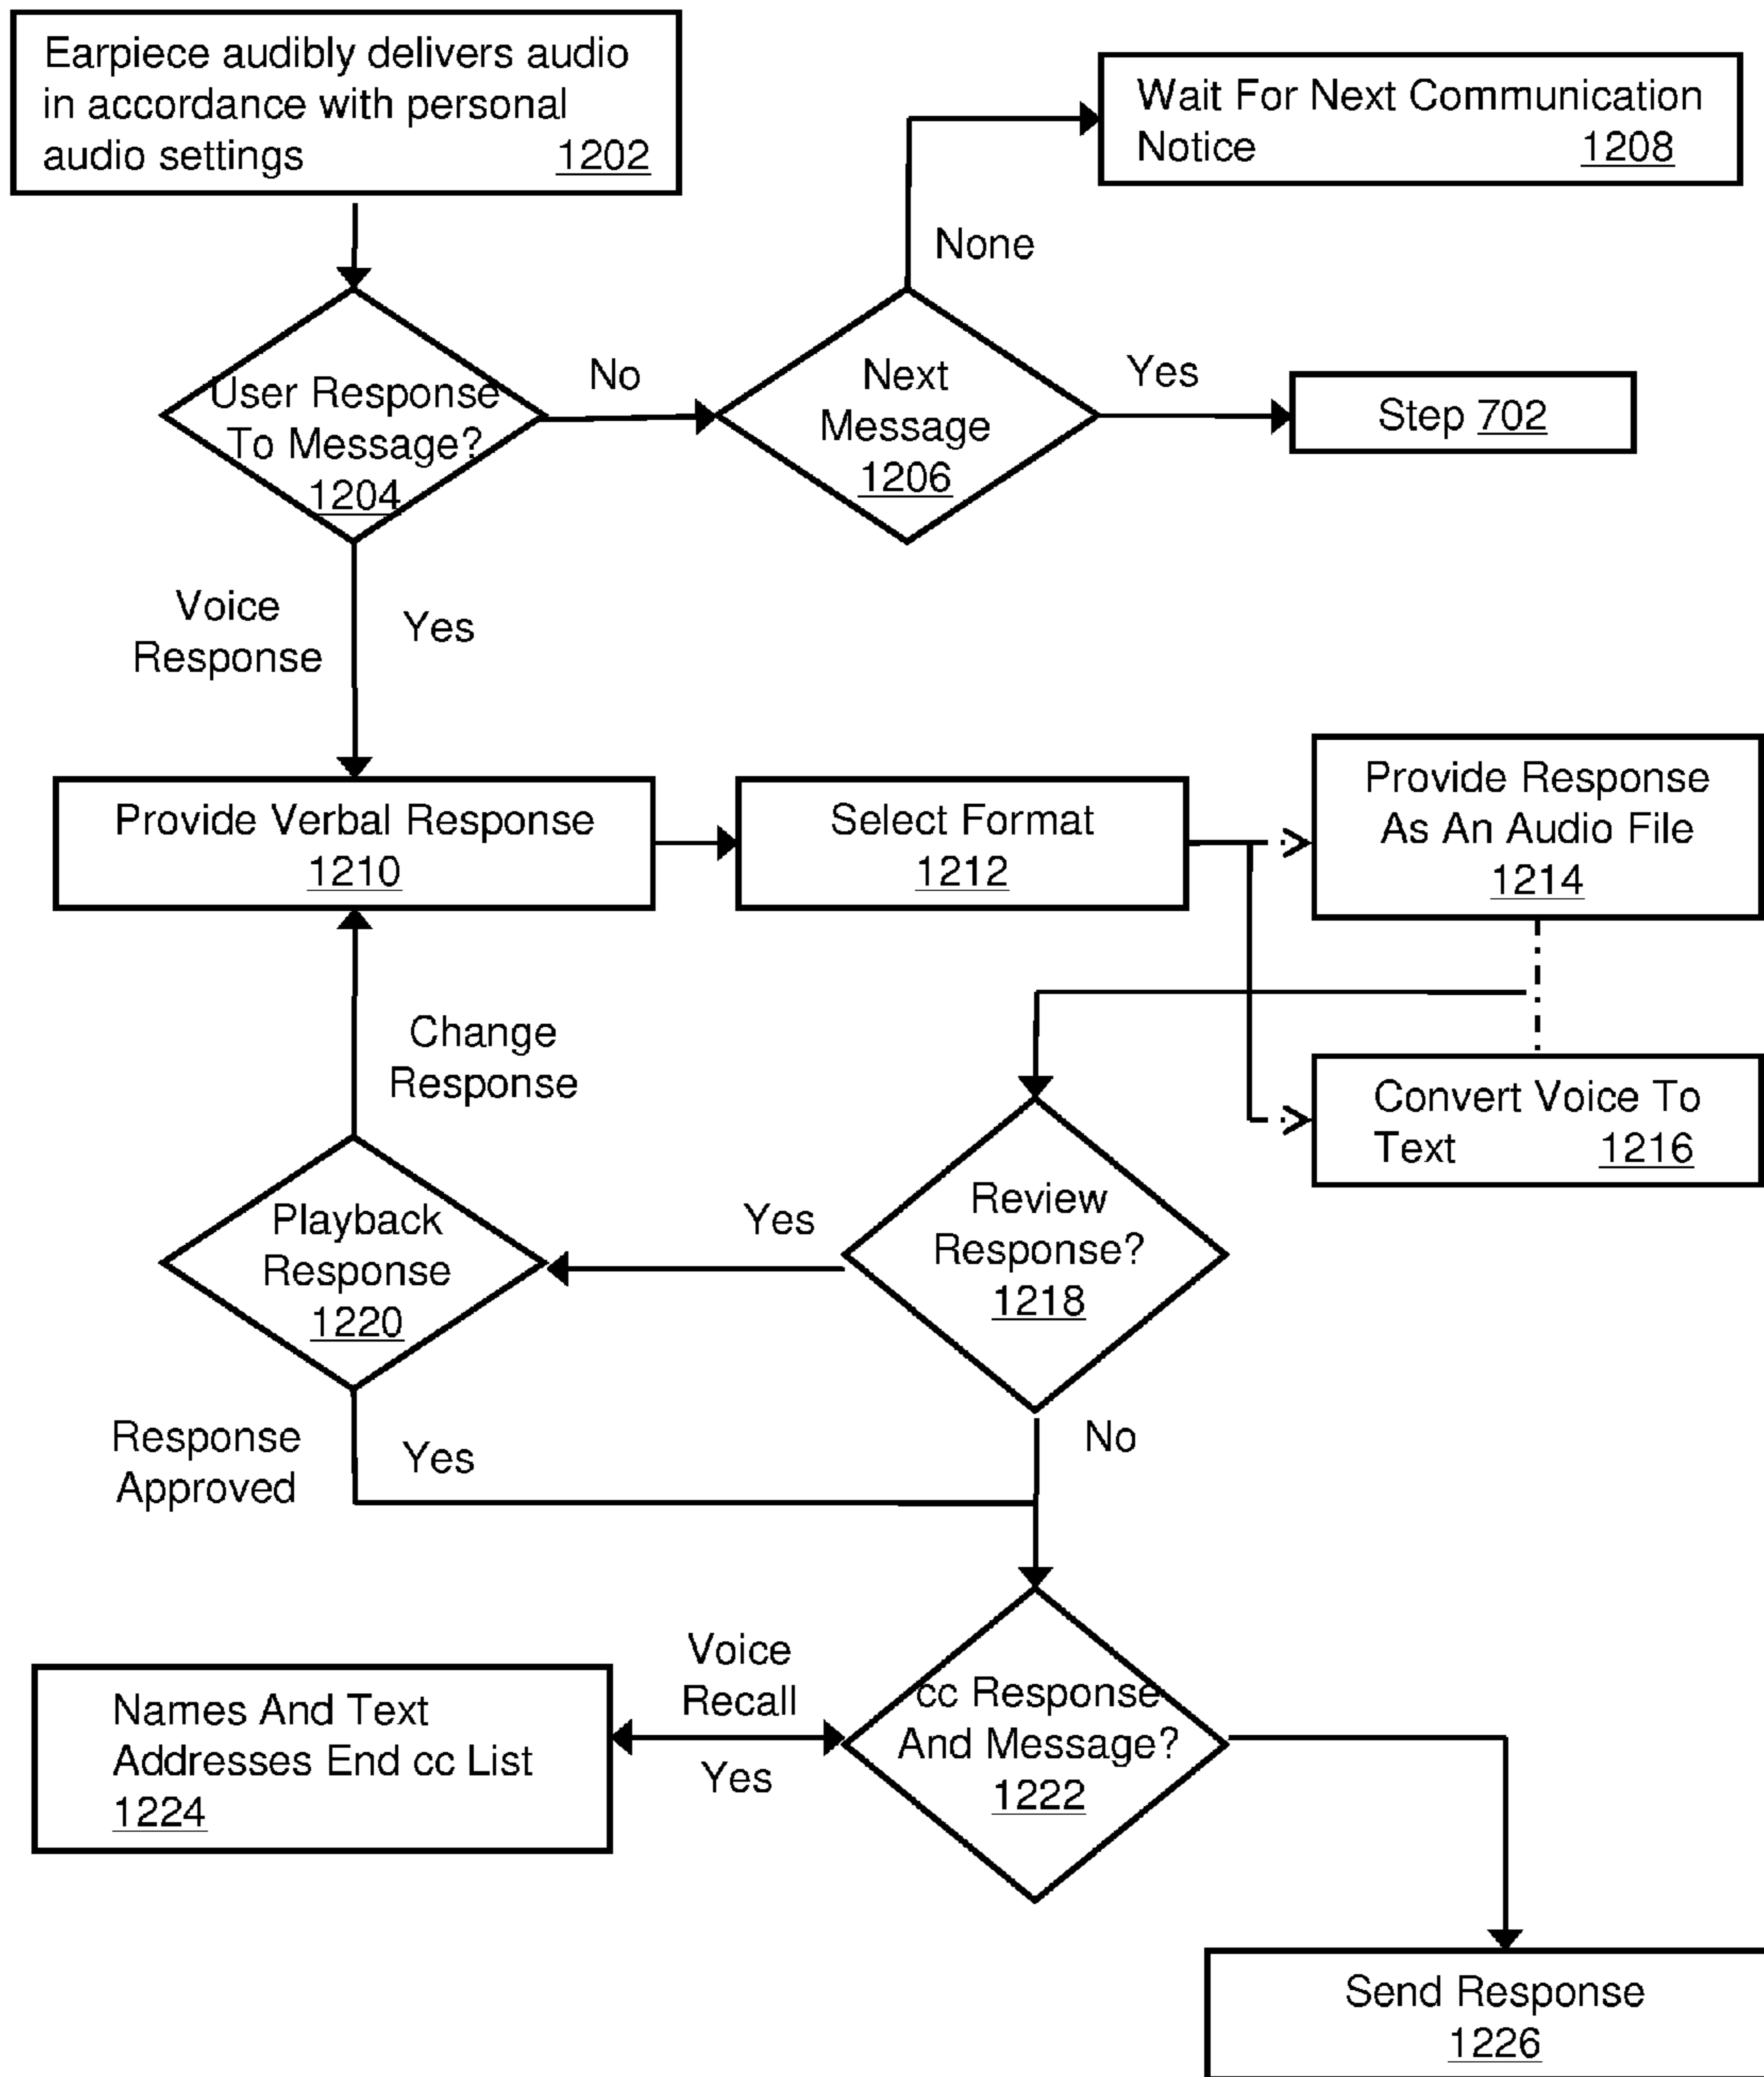 Earpiece audibly delivers audio
in accordance with personal
audio settings 1202
Wait For Next Communication
Notice 1208
None
User Response
To Message?
1204
No
Next
Message
1206
Yes
Step 702
Voice
Response
Yes
Provide Verbal Response
1210
Select Format
1212
Provide Response
As An Audio File
1214
Change
Response
Convert Voice To
Text 1216
Playback
Response
1220
Yes
Review
Response?
1218
Response
Approved
Yes
No
Names And Text
Addresses End cc List
1224
Voice
Recall
Yes
cc Response
And Message?
1222
Send Response
1226